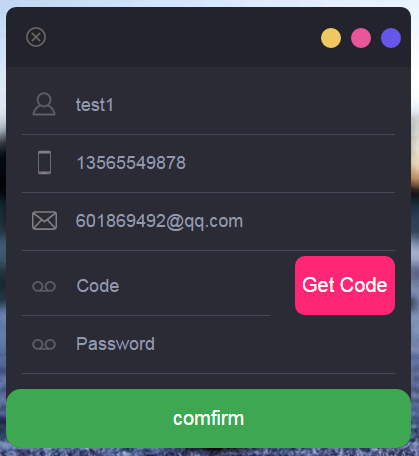 test1
13565549878
601869492@qq.com
Code
Get Code
Password
comfirm